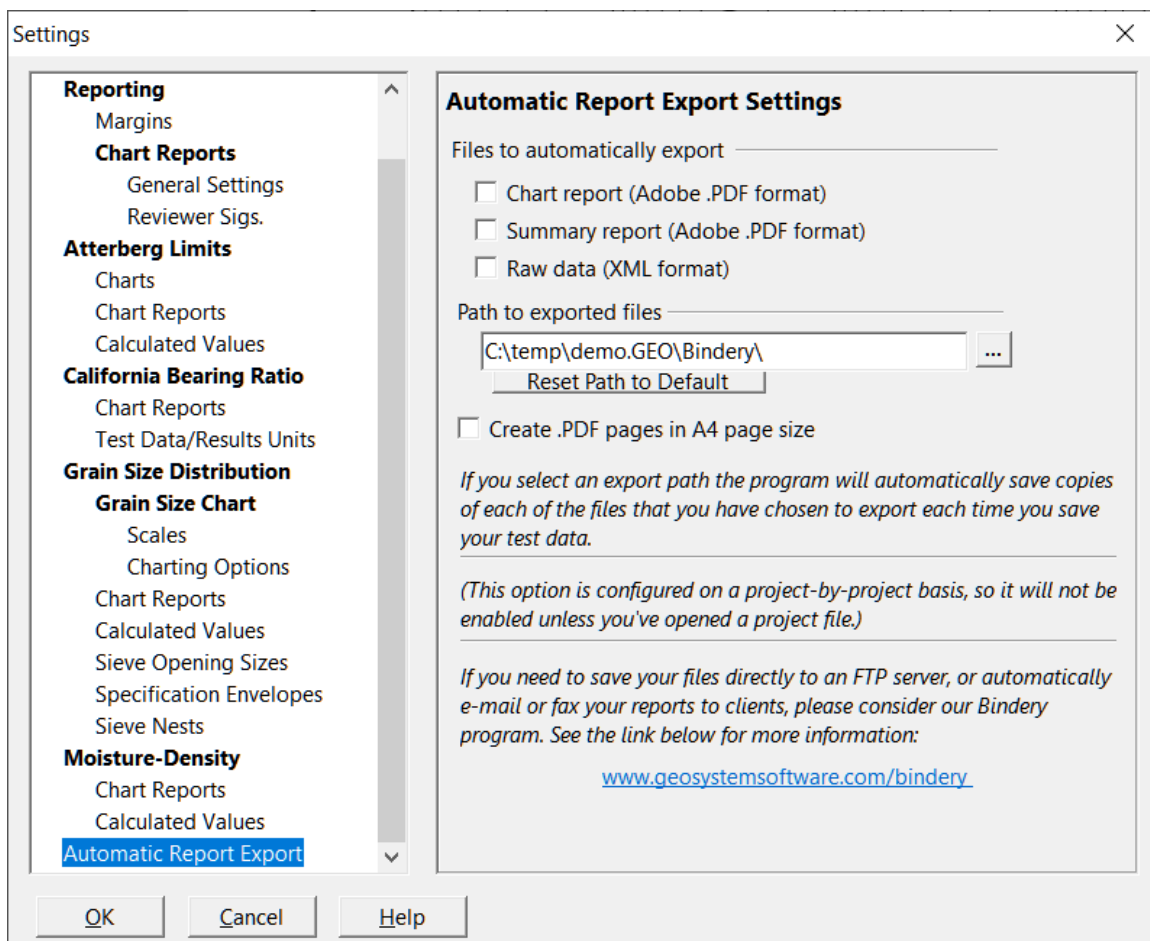 Settings
Reporting
Margins
Chart Reports
General Settings
Reviewer Sigs.
Atterberg Limits
Charts
Chart Reports
Calculated Values
California Bearing Ratio
Chart Reports
Test Data/Results Units
Grain Size Distribution
Grain Size Chart
Scales
Charting Options
Chart Reports
Calculated Values
Sieve Opening Sizes
Specification Envelopes
Sieve Nests
Moisture-Density
Chart Reports
Calculated Values
Automatic Report Export
Automatic Report Export Settings
Files to automatically export
Chart report (Adobe .PDF format)
Summary report (Adobe .PDF format)
Raw data (XML format)
Path to exported files
C:\temp\demo.GEO\Bindery\
...
Reset Path to Default
Create .PDF pages in A4 page size
If you select an export path the program will automatically save copies
of each of the files that you have chosen to export each time you save
your test data.
(This option is configured on a project-by-project basis, so it will not be
enabled unless you've opened a project file.)
If you need to save your files directly to an FTP server, or automatically
e-mail or fax your reports to clients, please consider our Bindery
program. See the link below for more information:
www.geosystemsoftware.com/bindery
OK
Cancel
Help